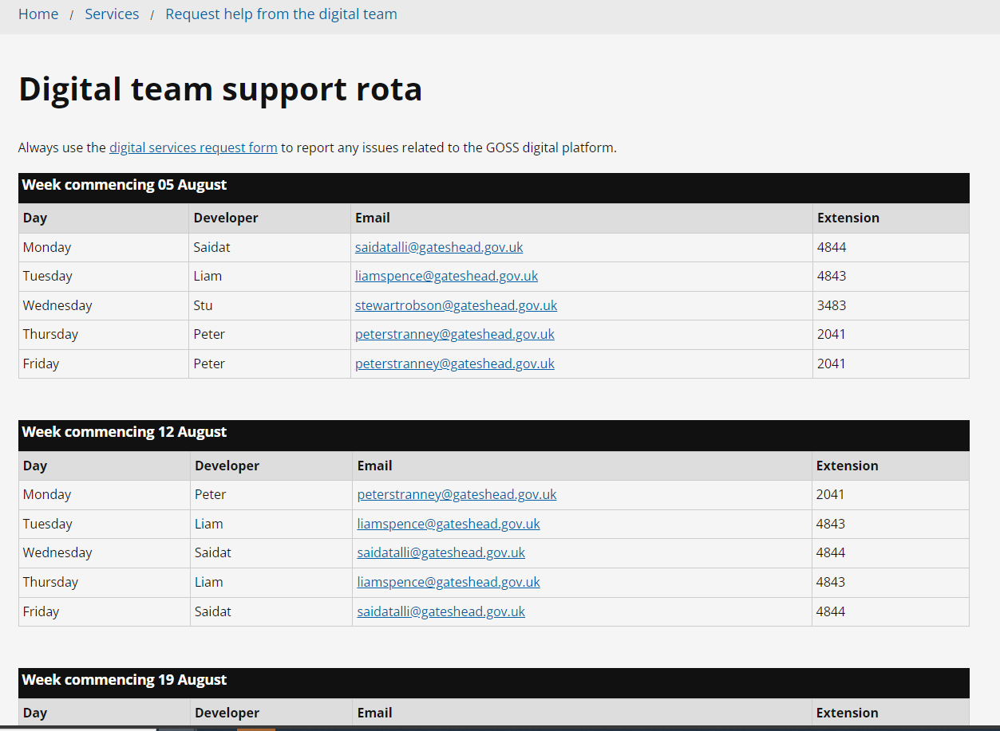 Home / Services / Request help from the digital team
Digital team support rota
Always use the digital services request form to report any issues related to the GOSS digital platform.
Week commencing 05 August
Day Developer Email Extension
Monday Saidat saidatalli@gateshead.gov.uk 4844
Tuesday Liam liamspence@gateshead.gov.uk 4843
Wednesday Stu stewartrobson@gateshead.gov.uk 3483
Thursday Peter peterstranney@gateshead.gov.uk 2041
Friday Peter peterstranney@gateshead.gov.uk 2041
Week commencing 12 August
Day Developer Email Extension
Monday Peter peterstranney@gateshead.gov.uk 2041
Tuesday Liam liamspence@gateshead.gov.uk 4843
Wednesday Saidat saidatalli@gateshead.gov.uk 4844
Thursday Liam liamspence@gateshead.gov.uk 4843
Friday Saidat saidatalli@gateshead.gov.uk 4844
Week commencing 19 August
Day Developer Email Extension